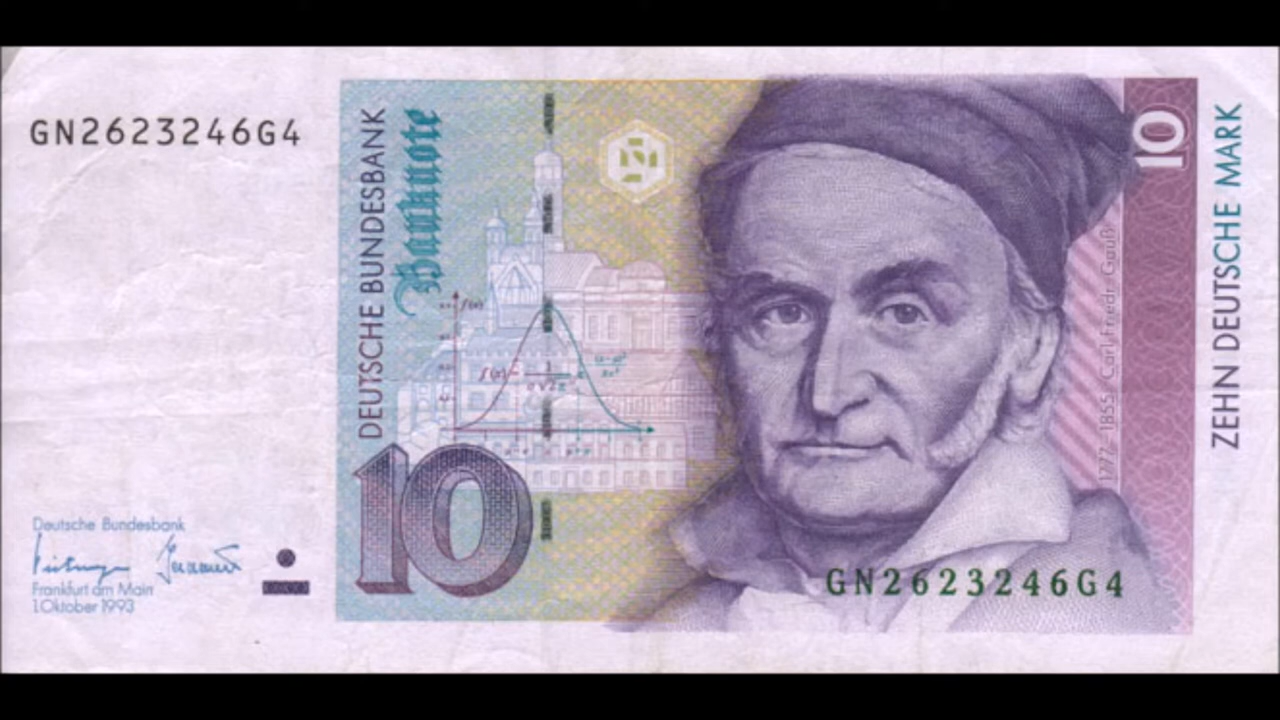 GN2623246G4
DEUTSCHE BUNDESBANK
Banknote
10
ZEHN DEUTSCHE MARK
1777-1855 Carl Friedr. Gauß
f(x)
10
Deutsche Bundesbank
Frankfurt am Main
1.Oktober 1993
GN2623246G4